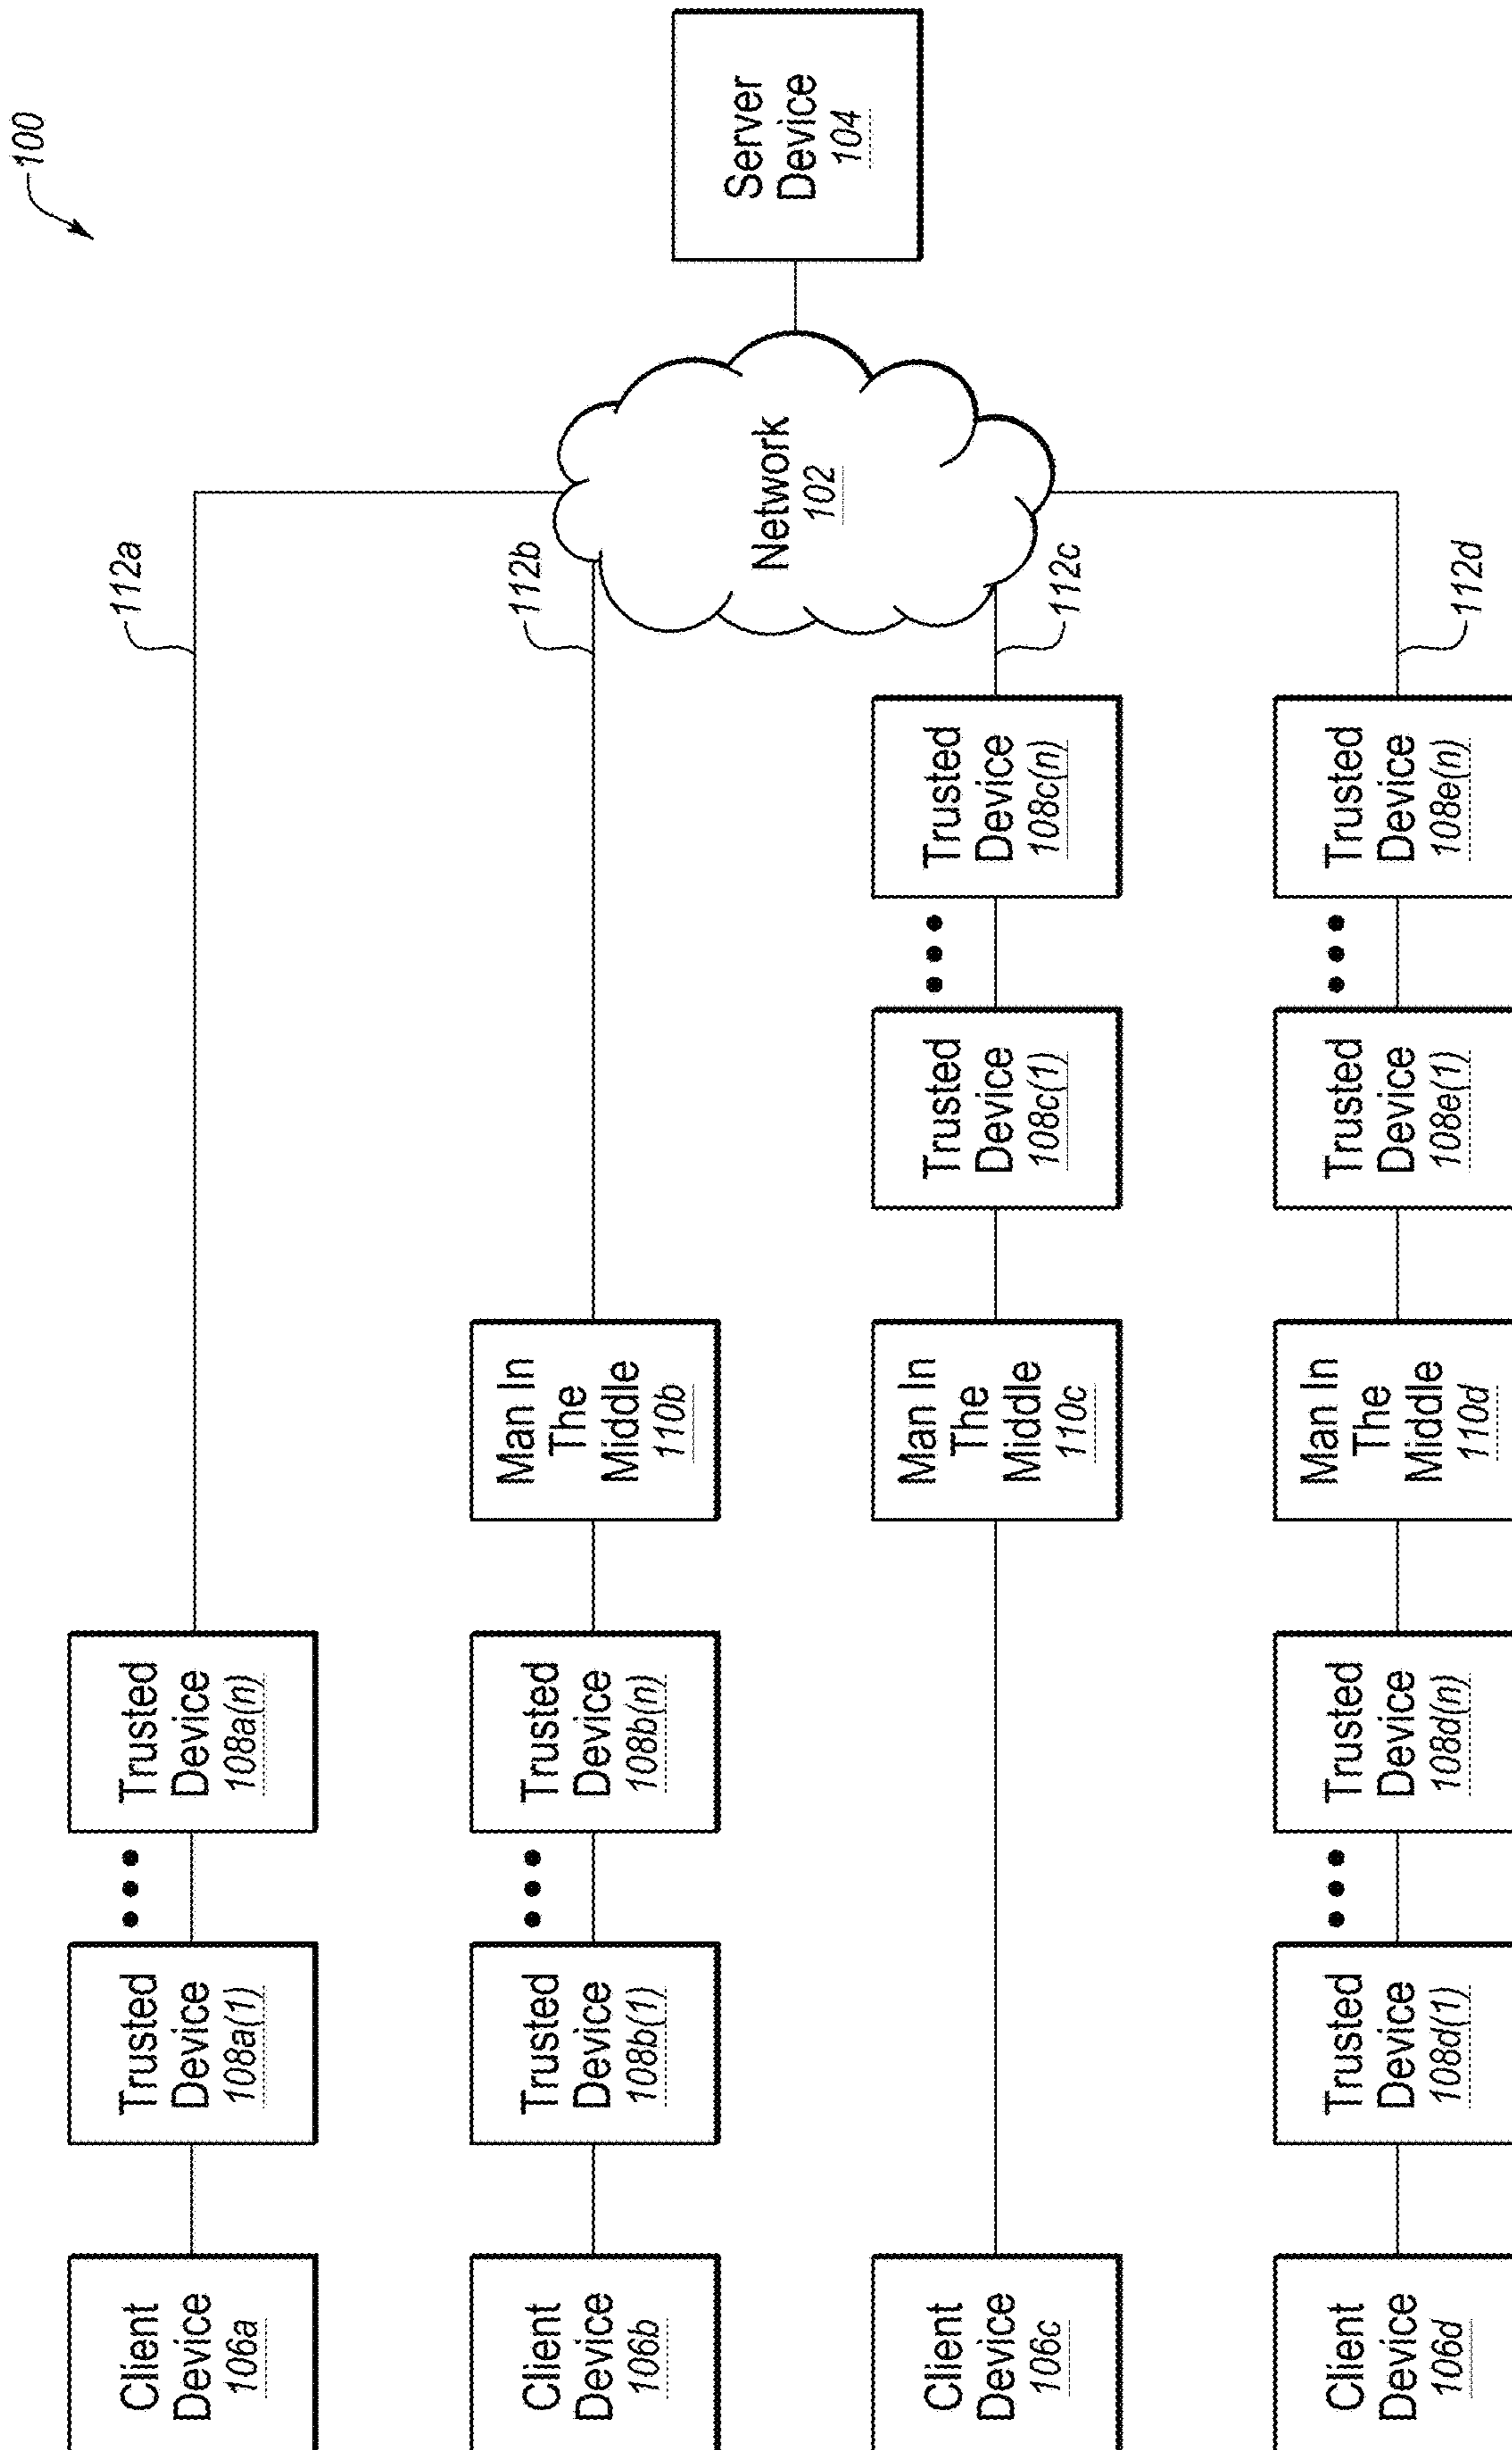 100
Client
Device
106a
Trusted
Device
108a(1)
Trusted
Device
108a(n)
112a
Client
Device
106b
Trusted
Device
108b(1)
Trusted
Device
108b(n)
Man In
The
Middle
110b
112b
Network
102
Server
Device
104
Client
Device
106c
Man In
The
Middle
110c
Trusted
Device
108c(1)
Trusted
Device
108c(n)
112c
Client
Device
106d
Trusted
Device
108d(1)
Trusted
Device
108d(n)
Man In
The
Middle
110d
Trusted
Device
108e(1)
Trusted
Device
108e(n)
112d